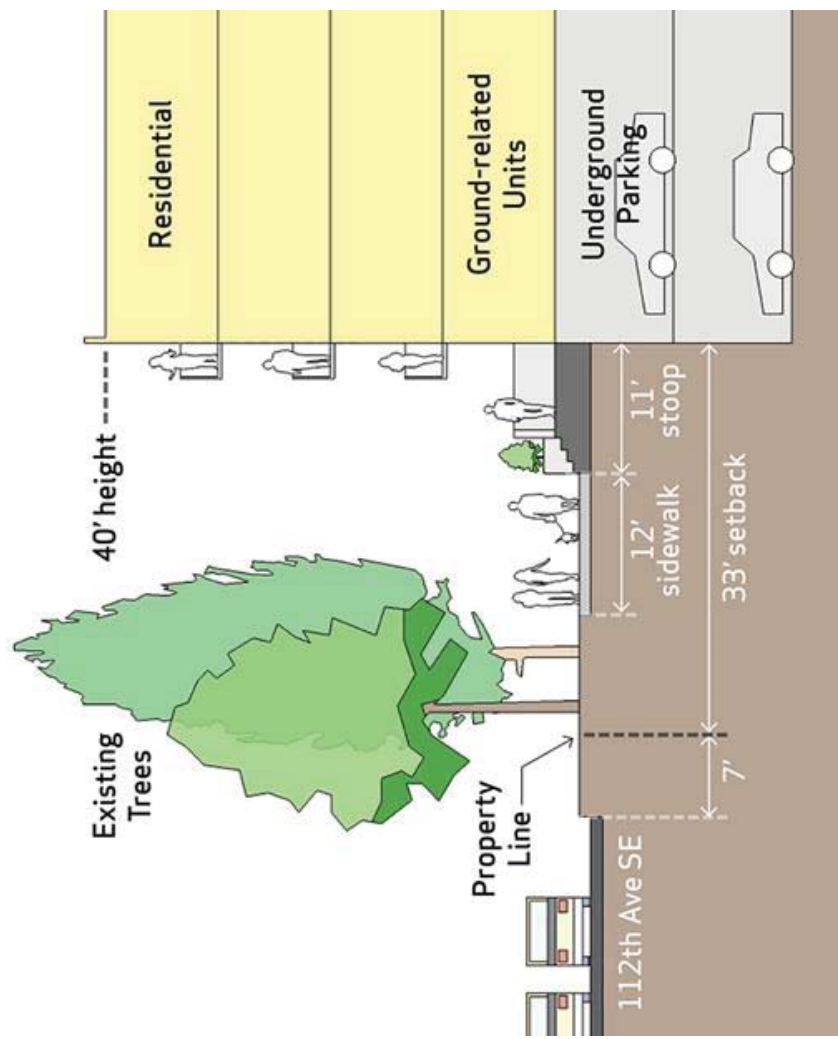 Residential
Ground-related
Units
Underground
Parking
40' height
Existing
Trees
Property
Line
11'
stoop
12'
sidewalk
33' setback
7'
112th Ave SE